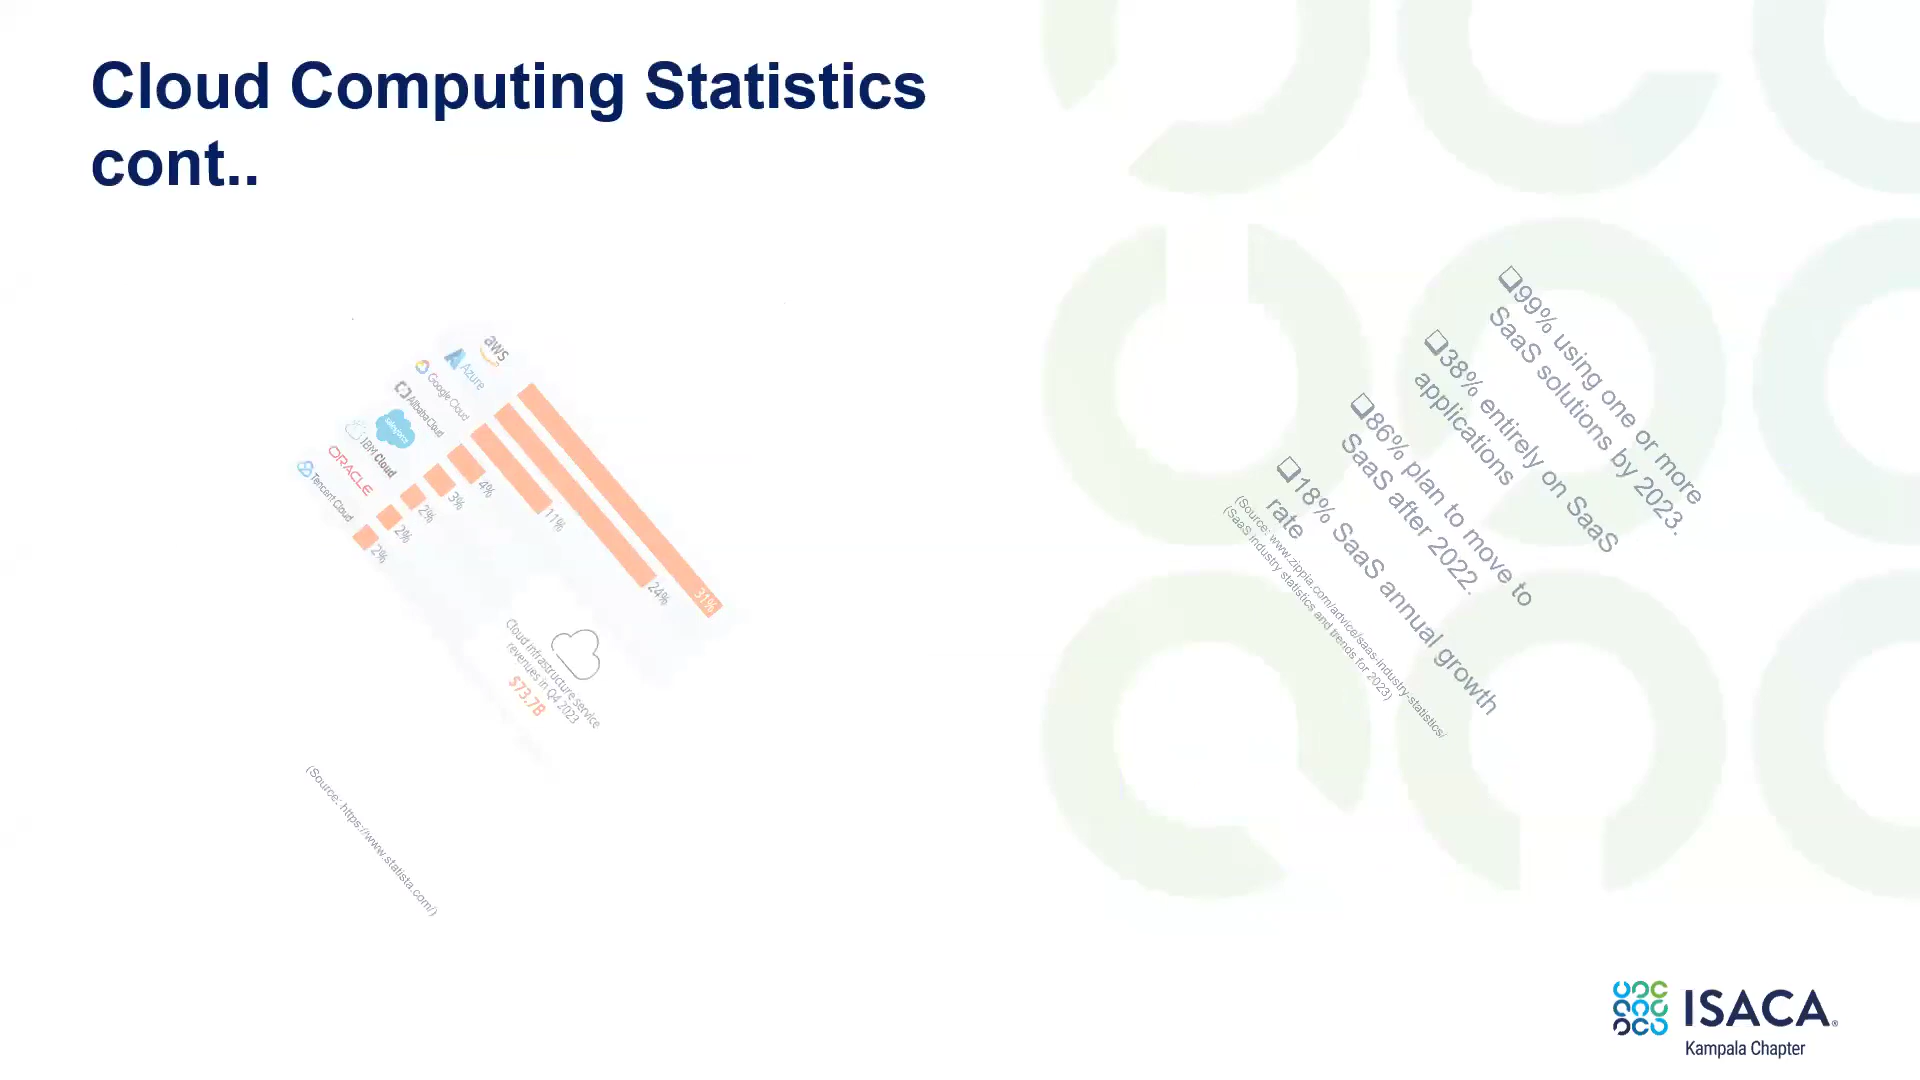 Cloud Computing Statistics
cont..
aws
Azure
Google Cloud
Alibaba Cloud
salesforce
IBM Cloud
ORACLE
Tencent Cloud
31%
24%
11%
4%
3%
2%
2%
2%
Cloud infrastructure service
revenues in Q4 2023
$73.7B
(Source: https://www.statista.com/)
❑99% using one or more
SaaS solutions by 2023.
❑38% entirely on SaaS
applications
❑86% plan to move to
SaaS after 2022.
❑18% SaaS annual growth
rate
(Source: www.zippia.com/advice/saas-industry-statistics/
(SaaS industry statistics and trends for 2023)
ISACA®
Kampala Chapter